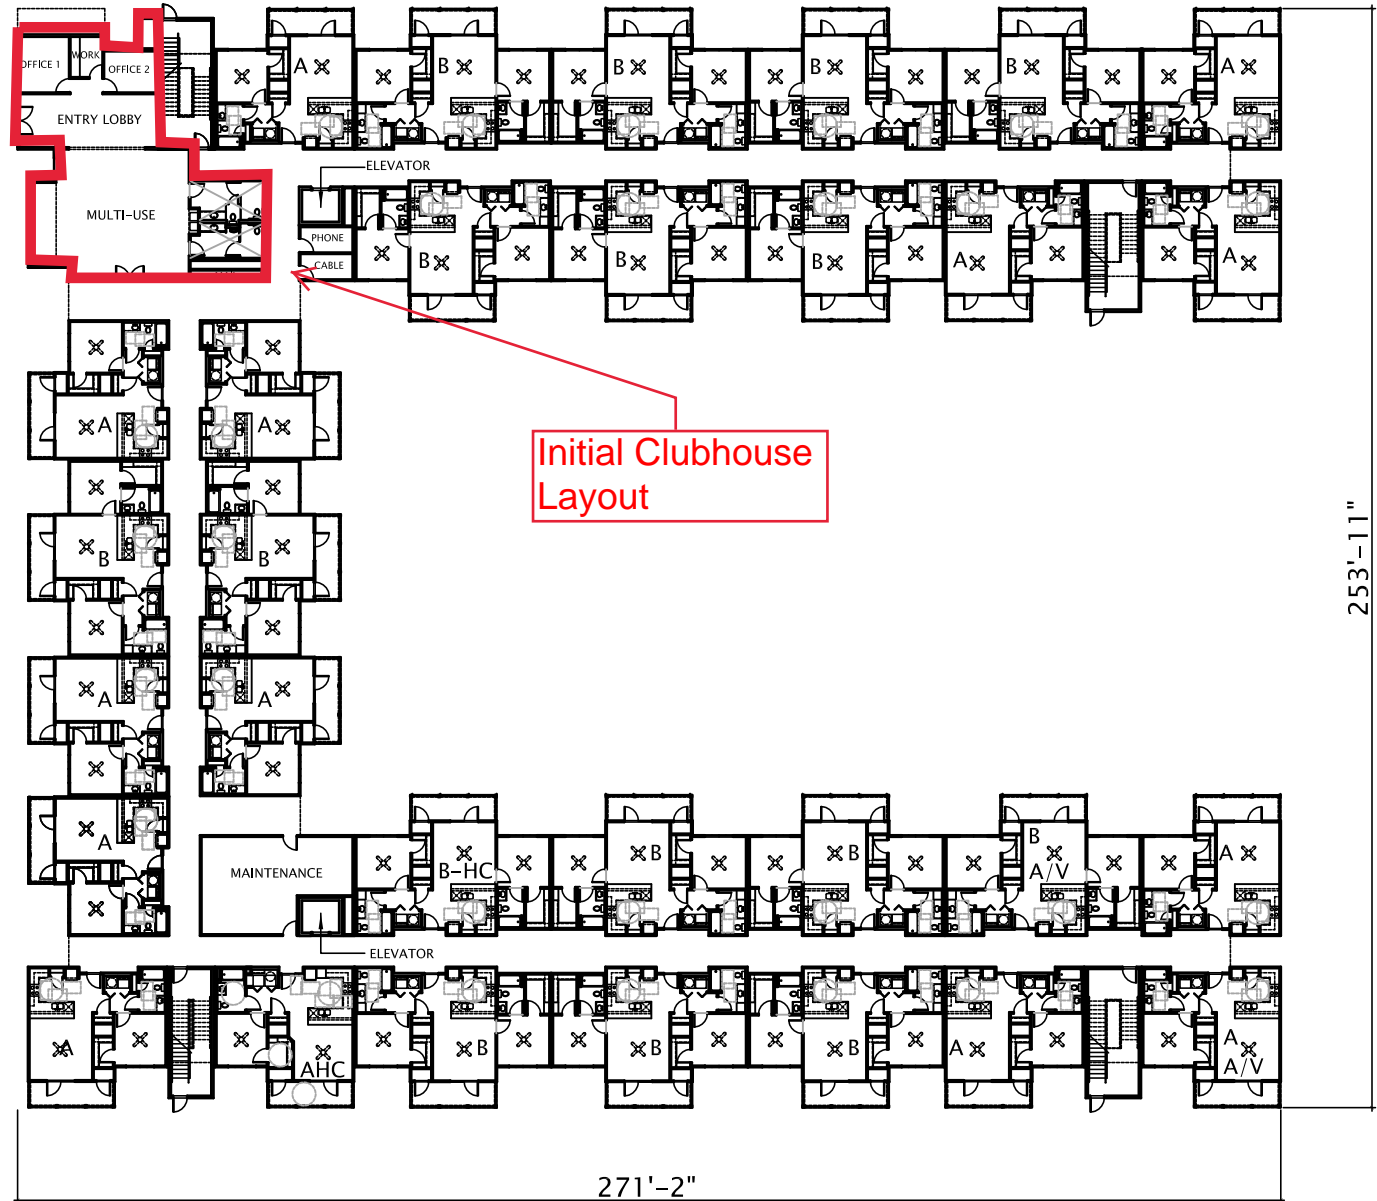 OFFICE 1
WORK
OFFICE 2
ENTRY LOBBY
MULTI-USE
ELEVATOR
PHONE
CABLE
A
B
B
B
B
A
B
B
B
A
A
Initial Clubhouse
Layout
A
A
B
B
A
A
A
253'-11"
MAINTENANCE
ELEVATOR
B-HC
B
B
B
A/V
A
A
AHC
B
B
B
A
A
A/V
271'-2"